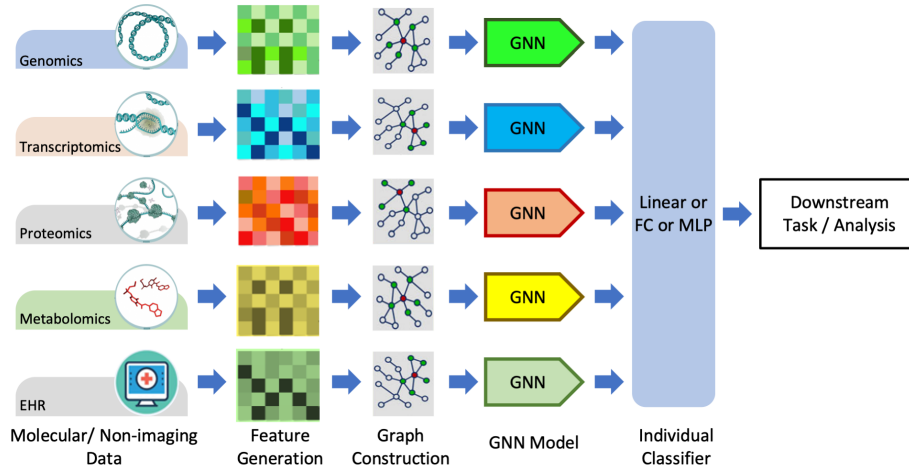 Genomics
GNN
Transcriptomics
GNN
Proteomics
GNN
Linear or
FC or MLP
Downstream
Task / Analysis
Metabolomics
GNN
EHR
GNN
Molecular/ Non-imaging
Data
Feature
Generation
Graph
Construction
GNN Model
Individual
Classifier